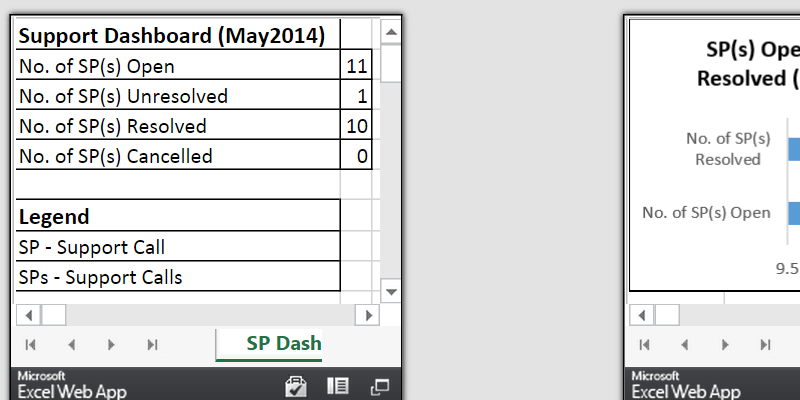 Support Dashboard (May2014)
No. of SP(s) Open 11
No. of SP(s) Unresolved 1
No. of SP(s) Resolved 10
No. of SP(s) Cancelled 0
Legend
SP - Support Call
SPs - Support Calls
SP Dash
Microsoft
Excel Web App
SP(s) Ope
Resolved (
No. of SP(s)
Resolved
No. of SP(s) Open
9.5
Microsoft
Excel Web App